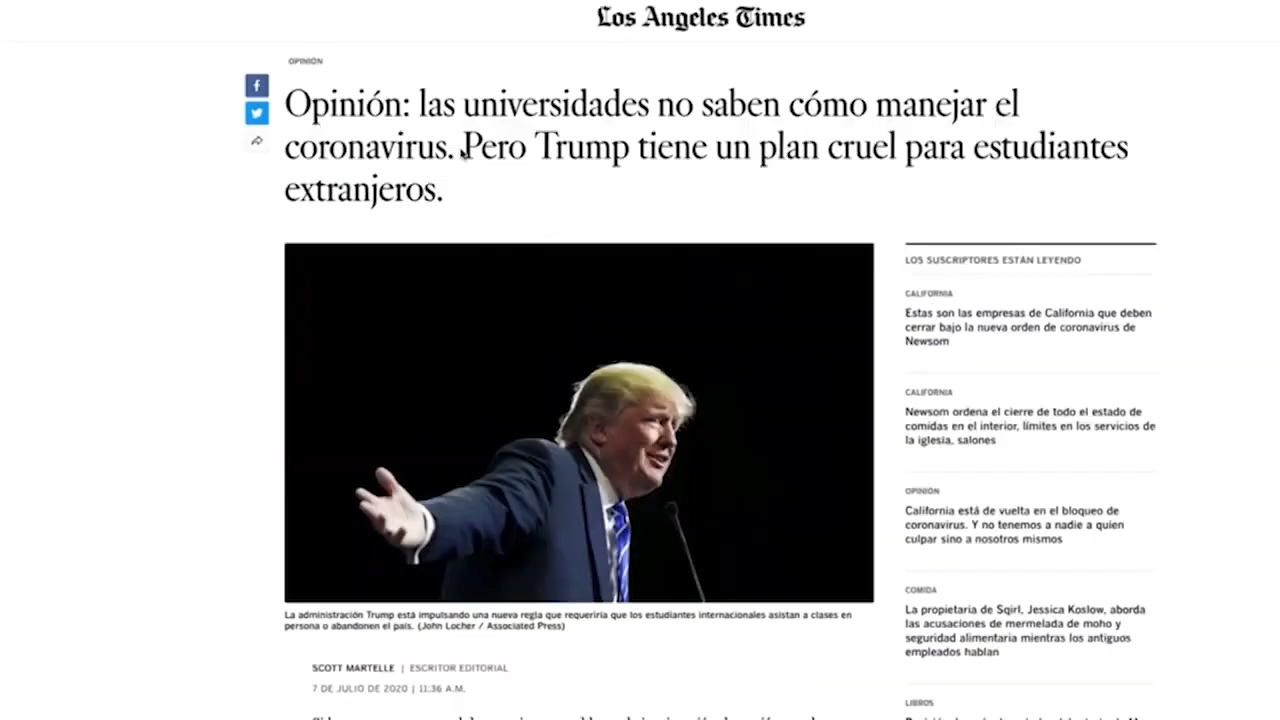 Los Angeles Times
OPINIÓN
Opinión: las universidades no saben cómo manejar el
coronavirus. Pero Trump tiene un plan cruel para estudiantes
extranjeros.
La administración Trump está impulsando una nueva regla que requeriría que los estudiantes internacionales asistan a clases en
persona o abandonen el país. (John Locher / Associated Press)
SCOTT MARTELLE | ESCRITOR EDITORIAL
7 DE JULIO DE 2020 | 11:36 A.M.
LOS SUSCRIPTORES ESTÁN LEYENDO
CALIFORNIA
Estas son las empresas de California que deben
cerrar bajo la nueva orden de coronavirus de
Newsom
CALIFORNIA
Newsom ordena el cierre de todo el estado de
comidas en el interior, límites en los servicios de
la iglesia, salones
OPINIÓN
California está de vuelta en el bloqueo de
coronavirus. Y no tenemos a nadie a quien
culpar sino a nosotros mismos
COMIDA
La propietaria de Sqirl, Jessica Koslow, aborda
las acusaciones de mermelada de moho y
seguridad alimentaria mientras los antiguos
empleados hablan
LIBROS